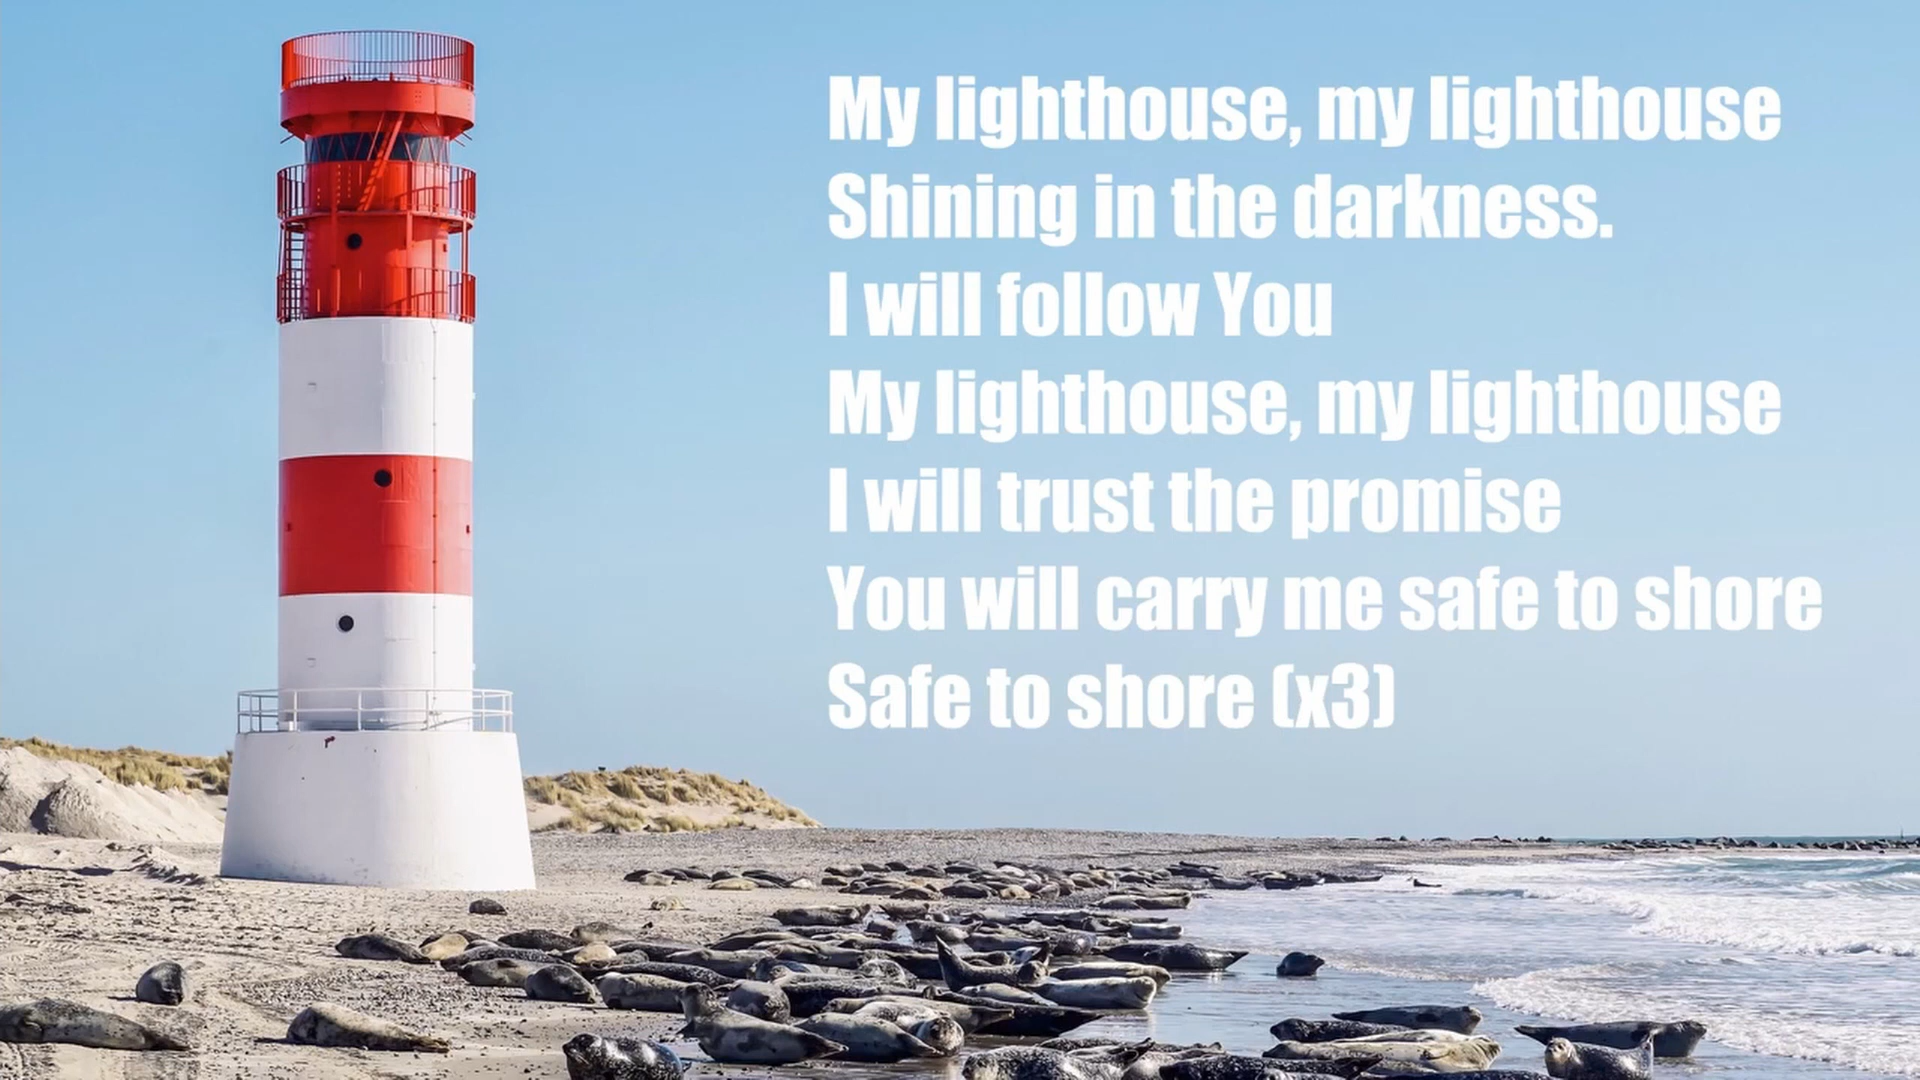 My lighthouse, my lighthouse
Shining in the darkness.
I will follow You
My lighthouse, my lighthouse
I will trust the promise
You will carry me safe to shore
Safe to shore (x3)